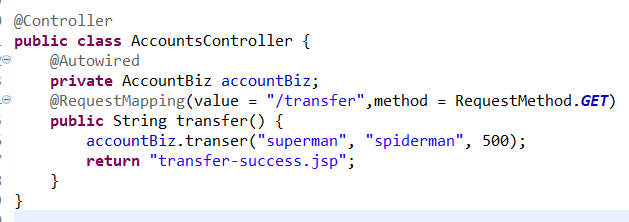 @Controller
public class AccountsController {
@Autowired
private AccountBiz accountBiz;
@RequestMapping(value = "/transfer",method = RequestMethod.GET)
public String transfer() {
accountBiz.transer("superman", "spiderman", 500);
return "transfer-success.jsp";
}
}